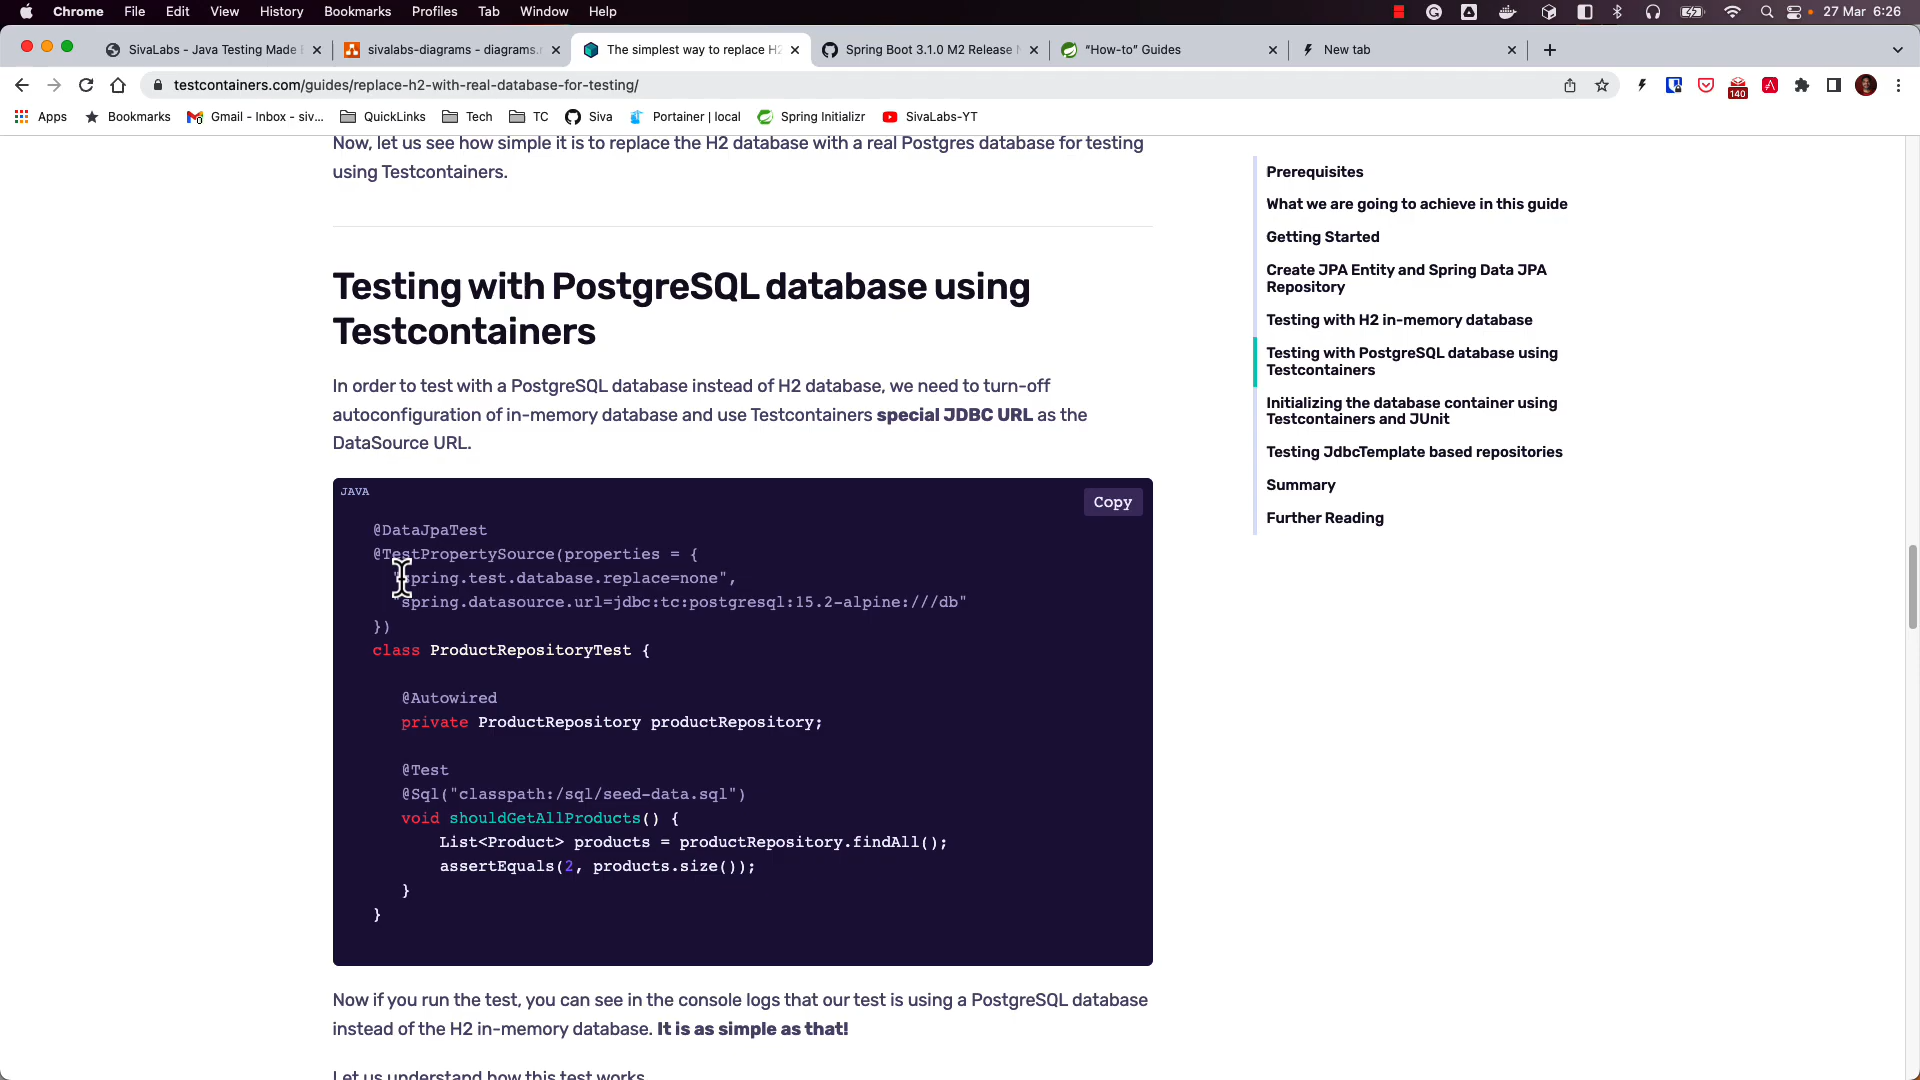 Chrome File Edit View History Bookmarks Profiles Tab Window Help 27 Mar 6:26
SivaLabs - Java Testing Made sivalabs-diagrams - diagrams. The simplest way to replace H2 Spring Boot 3.1.0 M2 Release "How-to" Guides New tab
testcontainers.com/guides/replace-h2-with-real-database-for-testing/ 140
Apps Bookmarks Gmail - Inbox - siv... QuickLinks Tech TC Siva Portainer | local Spring Initializr SivaLabs-YT
Now, let us see how simple it is to replace the H2 database with a real Postgres database for testing
using Testcontainers.
Testing with PostgreSQL database using
Testcontainers
In order to test with a PostgreSQL database instead of H2 database, we need to turn-off
autoconfiguration of in-memory database and use Testcontainers special JDBC URL as the
DataSource URL.
JAVA
Copy
@DataJpaTest
@TestPropertySource(properties = {
"spring.test.database.replace=none",
"spring.datasource.url=jdbc:tc:postgresql:15.2-alpine:///db"
})
class ProductRepositoryTest {
@Autowired
private ProductRepository productRepository;
@Test
@Sql("classpath:/sql/seed-data.sql")
void shouldGetAllProducts() {
List<Product> products = productRepository.findAll();
assertEquals(2, products.size());
}
}
Now if you run the test, you can see in the console logs that our test is using a PostgreSQL database
instead of the H2 in-memory database. It is as simple as that!
Let us understand how this test works.
Prerequisites
What we are going to achieve in this guide
Getting Started
Create JPA Entity and Spring Data JPA
Repository
Testing with H2 in-memory database
Testing with PostgreSQL database using
Testcontainers
Initializing the database container using
Testcontainers and JUnit
Testing JdbcTemplate based repositories
Summary
Further Reading